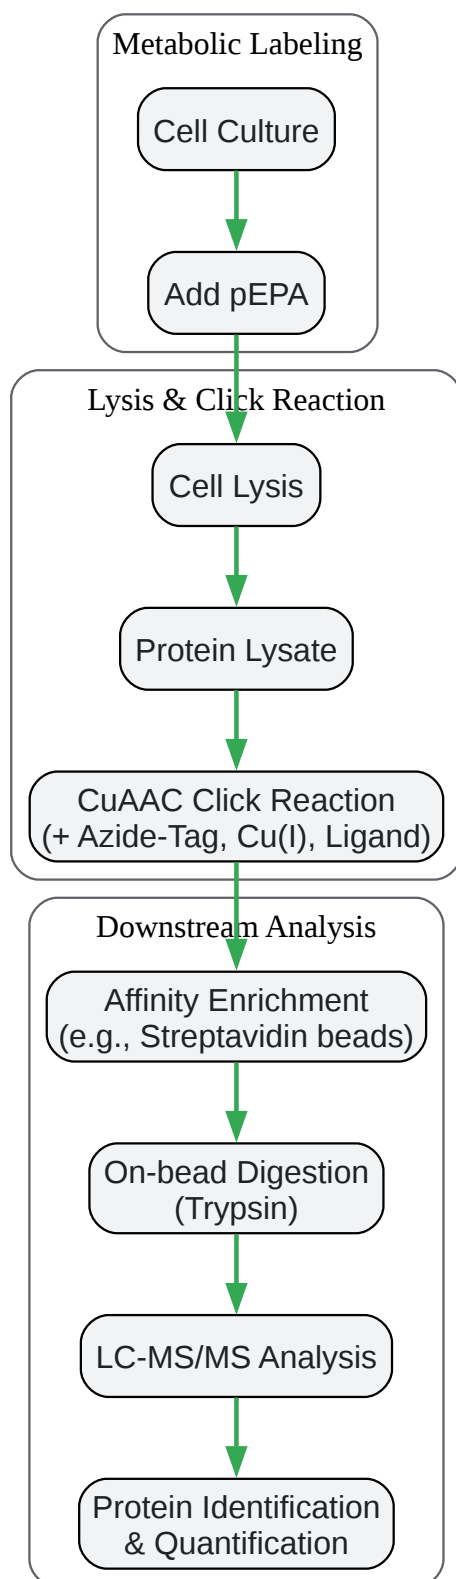 Metabolic Labeling
Cell Culture
Add pEPA
Lysis & Click Reaction
Cell Lysis
Protein Lysate
CuAAC Click Reaction
(+ Azide-Tag, Cu(I), Ligand)
Downstream Analysis
Affinity Enrichment
(e.g., Streptavidin beads)
On-bead Digestion
(Trypsin)
LC-MS/MS Analysis
Protein Identification
& Quantification